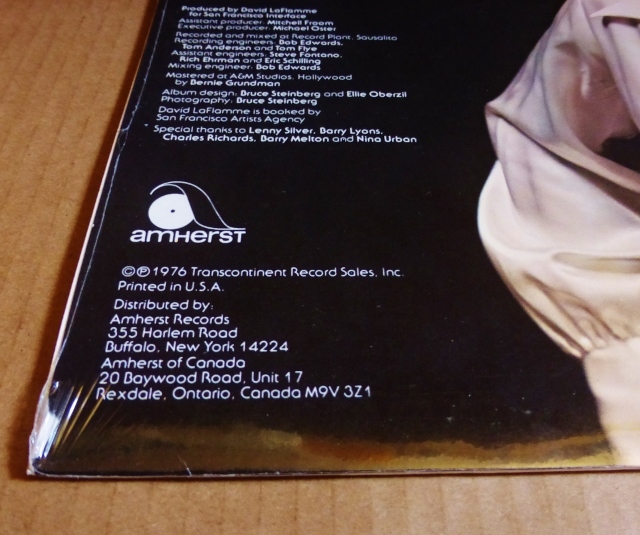 Produced by David LaFlamme
for San Francisco Interface
Assistant producer: Mitchell Froom
Executive producer: Michael Oster
Recorded and mixed at Record Plant, Sausalito
Recording engineers: Bob Edwards,
Tom Anderson and Tom Flye
Assistant engineers: Steve Fontano,
Rich Ehrman and Eric Schilling
Mixing engineer: Bob Edwards
Mastered at A&M Studios, Hollywood
by Bernie Grundman
Album design: Bruce Steinberg and Ellie Oberzil
Photography: Bruce Steinberg
David LaFlamme is booked by
San Francisco Artists Agency
Special thanks to Lenny Silver, Barry Lyons,
Charles Richards, Barry Melton and Nina Urban
amHerST
©℗1976 Transcontinent Record Sales, Inc.
Printed in U.S.A.
Distributed by:
Amherst Records
355 Harlem Road
Buffalo, New York 14224
Amherst of Canada
20 Baywood Road, Unit 17
Rexdale, Ontario, Canada M9V 3Z1